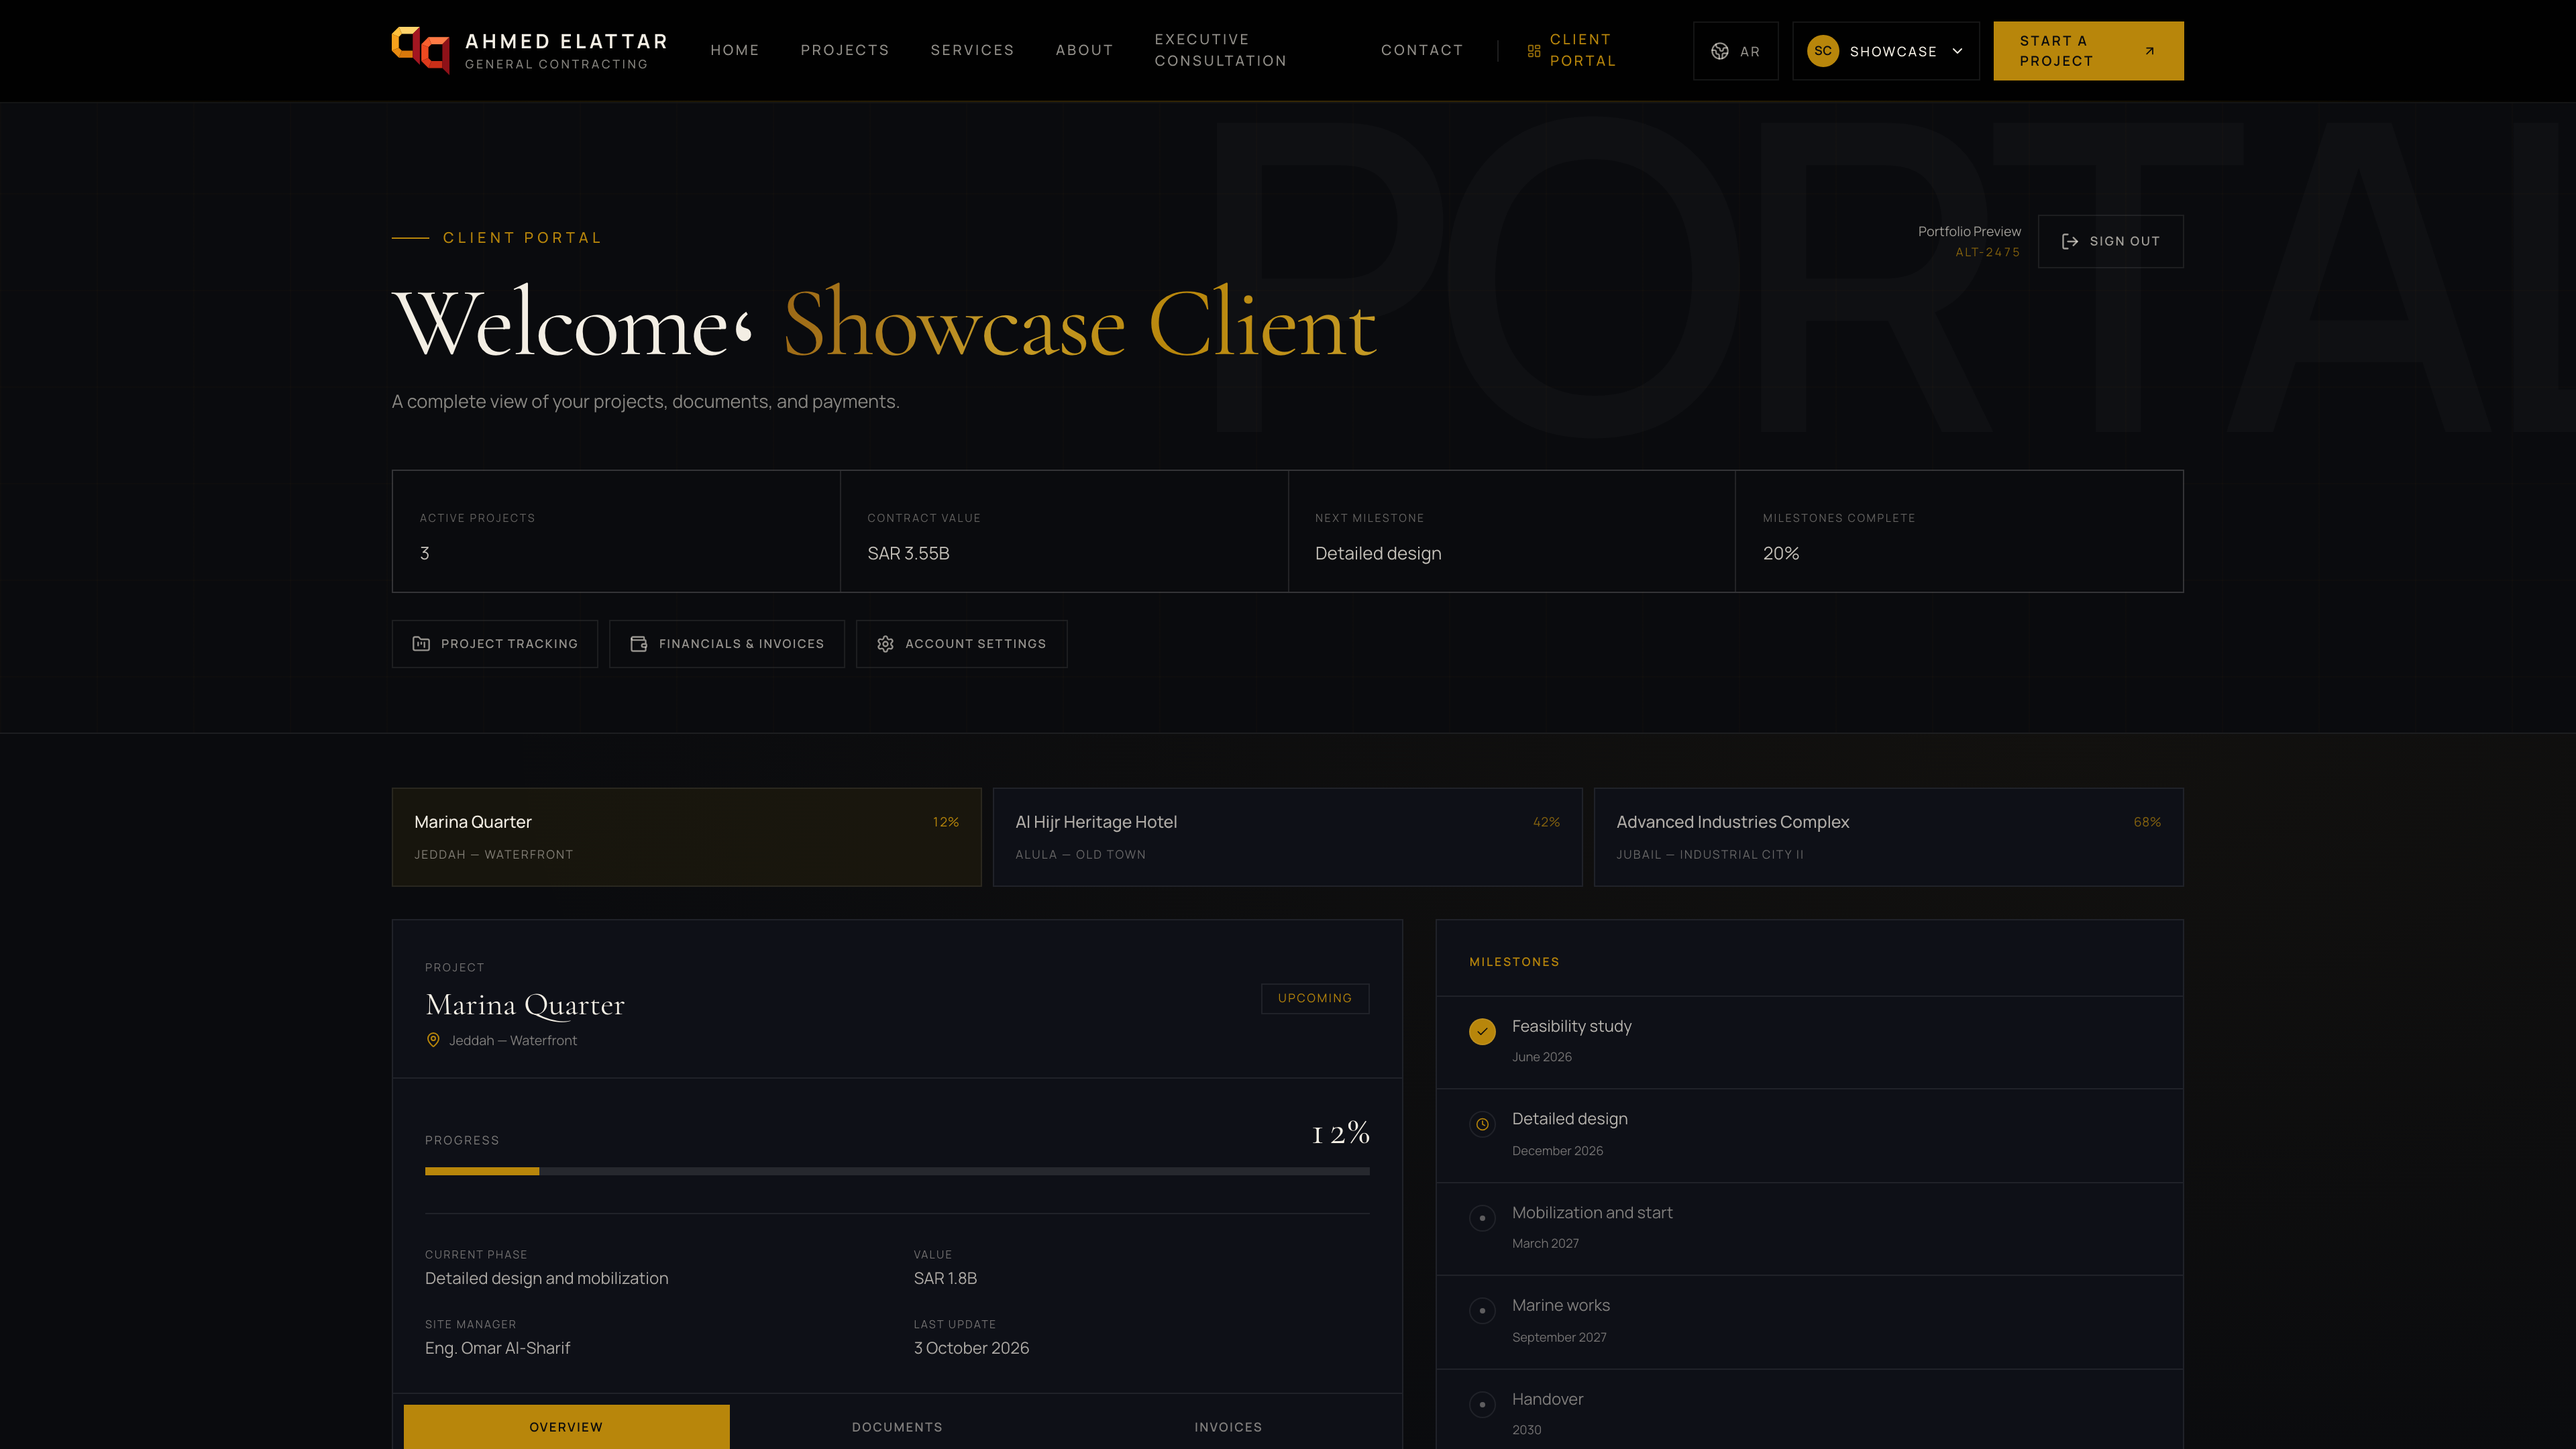 AHMED ELATTAR
GENERAL CONTRACTING
HOME
PROJECTS
SERVICES
ABOUT
EXECUTIVE
CONSULTATION
CONTACT
CLIENT
PORTAL
AR
SC
SHOWCASE
START A
PROJECT
PORTAL
CLIENT PORTAL
Portfolio Preview
ALT-2475
SIGN OUT
Welcome، Showcase Client
A complete view of your projects, documents, and payments.
ACTIVE PROJECTS
3
CONTRACT VALUE
SAR 3.55B
NEXT MILESTONE
Detailed design
MILESTONES COMPLETE
20%
PROJECT TRACKING
FINANCIALS & INVOICES
ACCOUNT SETTINGS
Marina Quarter
12%
JEDDAH — WATERFRONT
Al Hijr Heritage Hotel
42%
ALULA — OLD TOWN
Advanced Industries Complex
68%
JUBAIL — INDUSTRIAL CITY II
PROJECT
Marina Quarter
UPCOMING
Jeddah — Waterfront
PROGRESS
12%
CURRENT PHASE
Detailed design and mobilization
VALUE
SAR 1.8B
SITE MANAGER
Eng. Omar Al-Sharif
LAST UPDATE
3 October 2026
OVERVIEW
DOCUMENTS
INVOICES
MILESTONES
Feasibility study
June 2026
Detailed design
December 2026
Mobilization and start
March 2027
Marine works
September 2027
Handover
2030